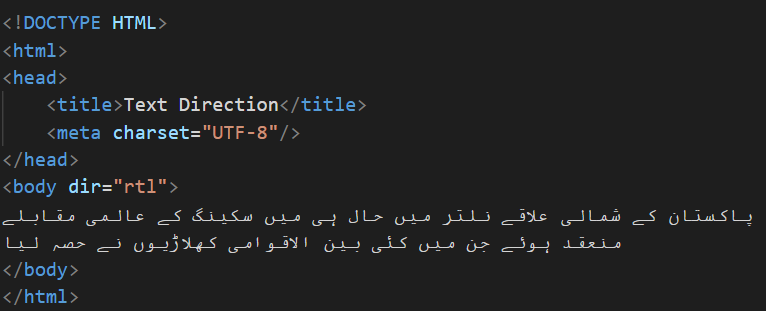 <!DOCTYPE HTML>
<html>
<head>
    <title>Text Direction</title>
    <meta charset="UTF-8"/>
</head>
<body dir="rtl">
پاکستان کے شمالی علاقے نلتر میں حال ہی میں سکینگ کے عالمی مقابلے
منعقد ہوئے جن میں کئی بین الاقوامی کھلاڑیوں نے حصہ لیا
</body>
</html>